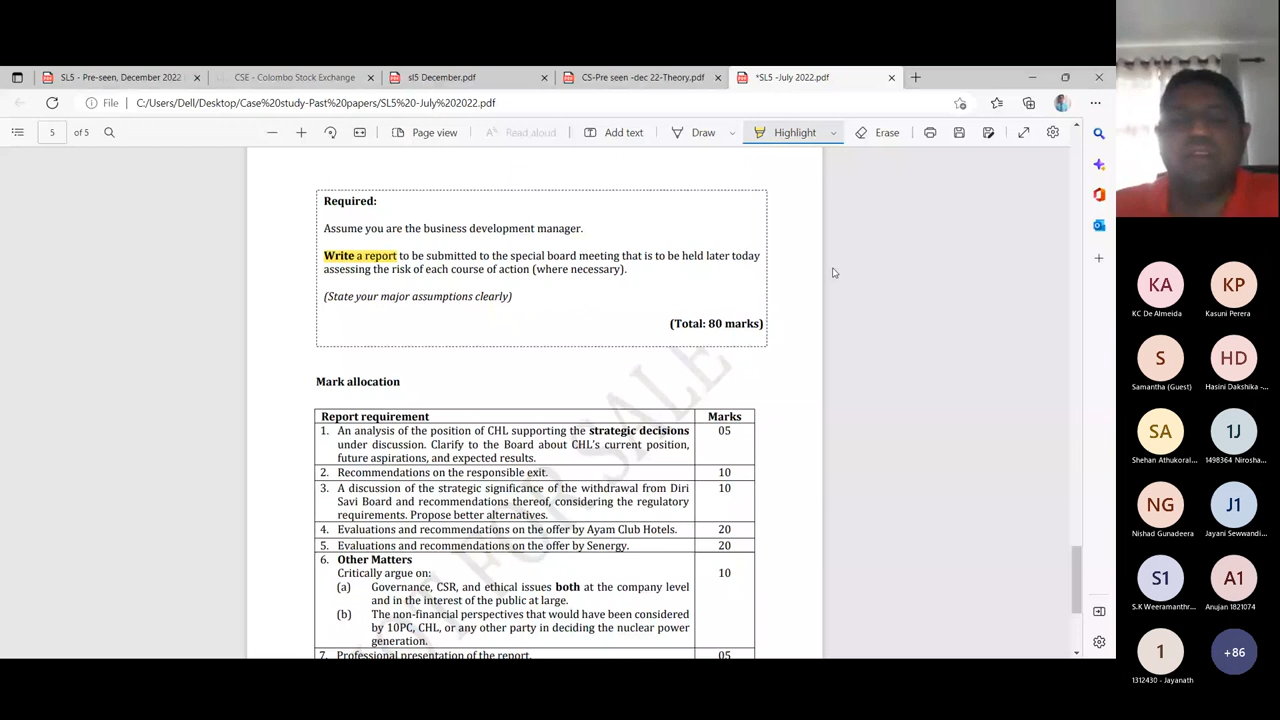 SL5 - Pre-seen, December 2022
CSE - Colombo Stock Exchange
sl5 December.pdf
CS-Pre seen -dec 22-Theory.pdf
*SL5 -July 2022.pdf
File
C:/Users/Dell/Desktop/Case%20study-Past%20papers/SL5%20-July%202022.pdf
5 of 5
Page view
Read aloud
Add text
Draw
Highlight
Erase
Required:
Assume you are the business development manager.
Write a report to be submitted to the special board meeting that is to be held later today
assessing the risk of each course of action (where necessary).
(State your major assumptions clearly)
(Total: 80 marks)
Mark allocation
Report requirement Marks
1. An analysis of the position of CHL supporting the strategic decisions 05
under discussion. Clarify to the Board about CHL's current position,
future aspirations, and expected results.
2. Recommendations on the responsible exit. 10
3. A discussion of the strategic significance of the withdrawal from Diri 10
Savi Board and recommendations thereof, considering the regulatory
requirements. Propose better alternatives.
4. Evaluations and recommendations on the offer by Ayam Club Hotels. 20
5. Evaluations and recommendations on the offer by Senergy. 20
6. Other Matters
Critically argue on: 10
(a) Governance, CSR, and ethical issues both at the company level
and in the interest of the public at large.
(b) The non-financial perspectives that would have been considered
by 10PC, CHL, or any other party in deciding the nuclear power
generation.
7. Professional presentation of the report. 05
FOR SALE
KA
KC De Almeida
KP
Kasuni Perera
S
Samantha (Guest)
HD
Hasini Dakshika -...
SA
Shehan Athukoral...
1J
1498364 Nirosha...
NG
Nishad Gunadeera
J1
Jayani Sewwandi...
S1
S.K Weeramanthr...
A1
Anujan 1821074
1
1312430 - Jayanath
+86